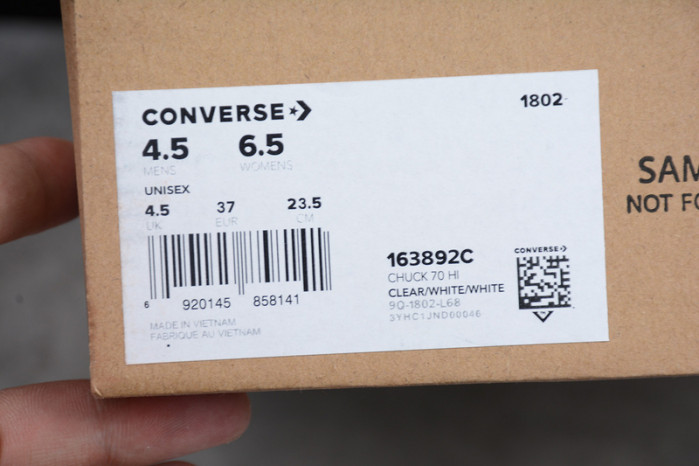 CONVERSE
1802
4.5 6.5
MENS WOMENS
UNISEX
4.5 37 23.5
UK EUR CM
6 920145 858141
MADE IN VIETNAM
FABRIQUE AU VIETNAM
163892C
CHUCK 70 HI
CLEAR/WHITE/WHITE
9Q-1802-L68
3YHC1JND00046
CONVERSE
SAM
NOT FO